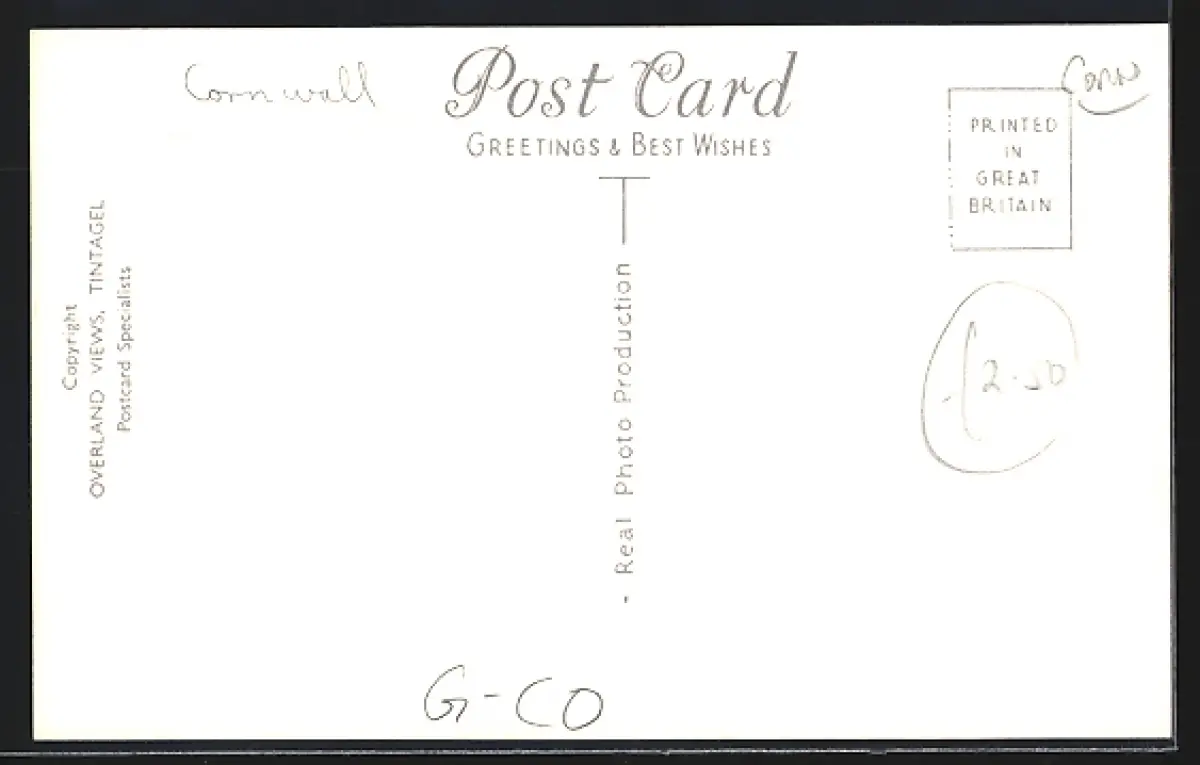 Cornwall
Post Card
GREETINGS & BEST WISHES
CORN
PRINTED
IN
GREAT
BRITAIN
Copyright
OVERLAND VIEWS, TINTAGEL
Postcard Specialists
- Real Photo Production
2.50
G-CO